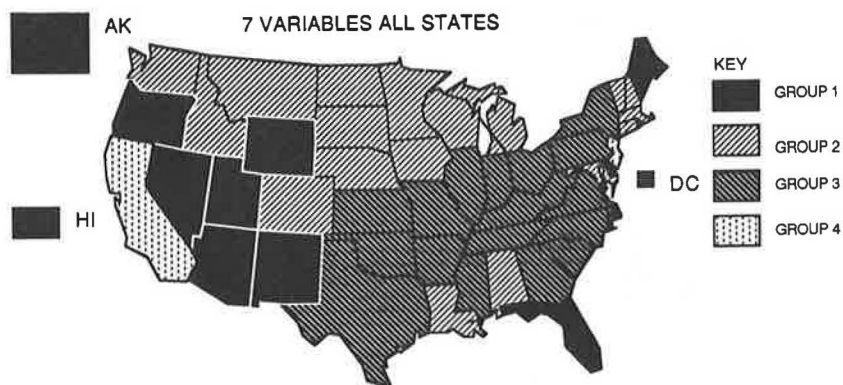 AK
7 VARIABLES ALL STATES
KEY
GROUP 1
GROUP 2
GROUP 3
GROUP 4
DC
HI